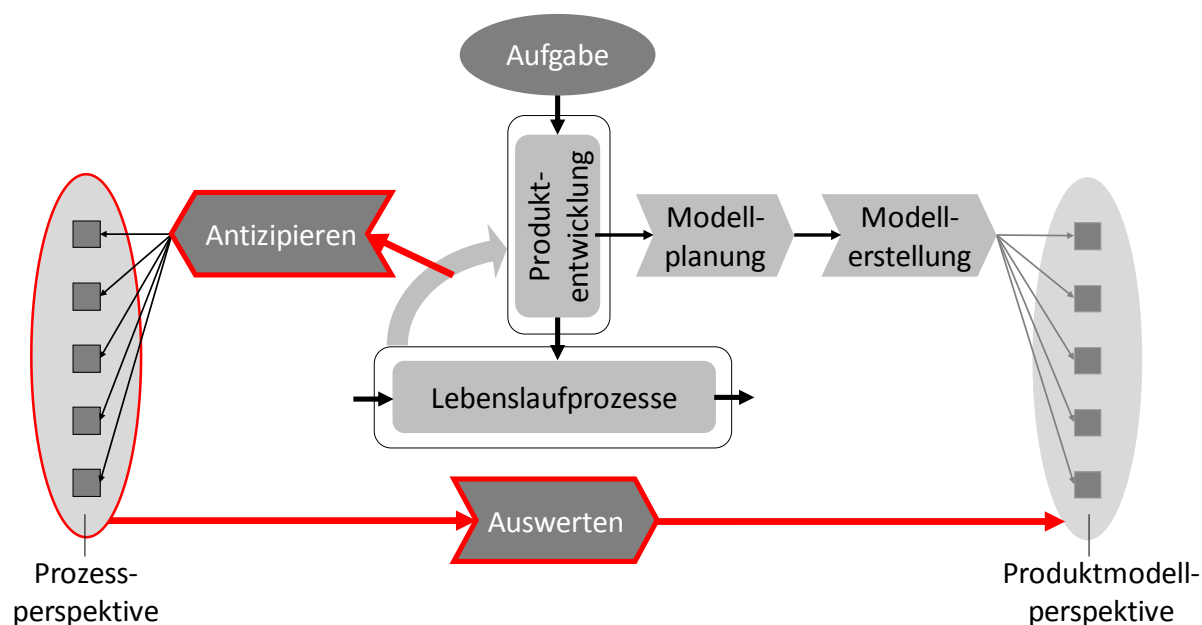 Aufgabe
Produkt-
entwicklung
Antizipieren
Modell-
planung
Modell-
erstellung
Lebenslaufprozesse
Auswerten
Prozess-
perspektive
Produktmodell-
perspektive